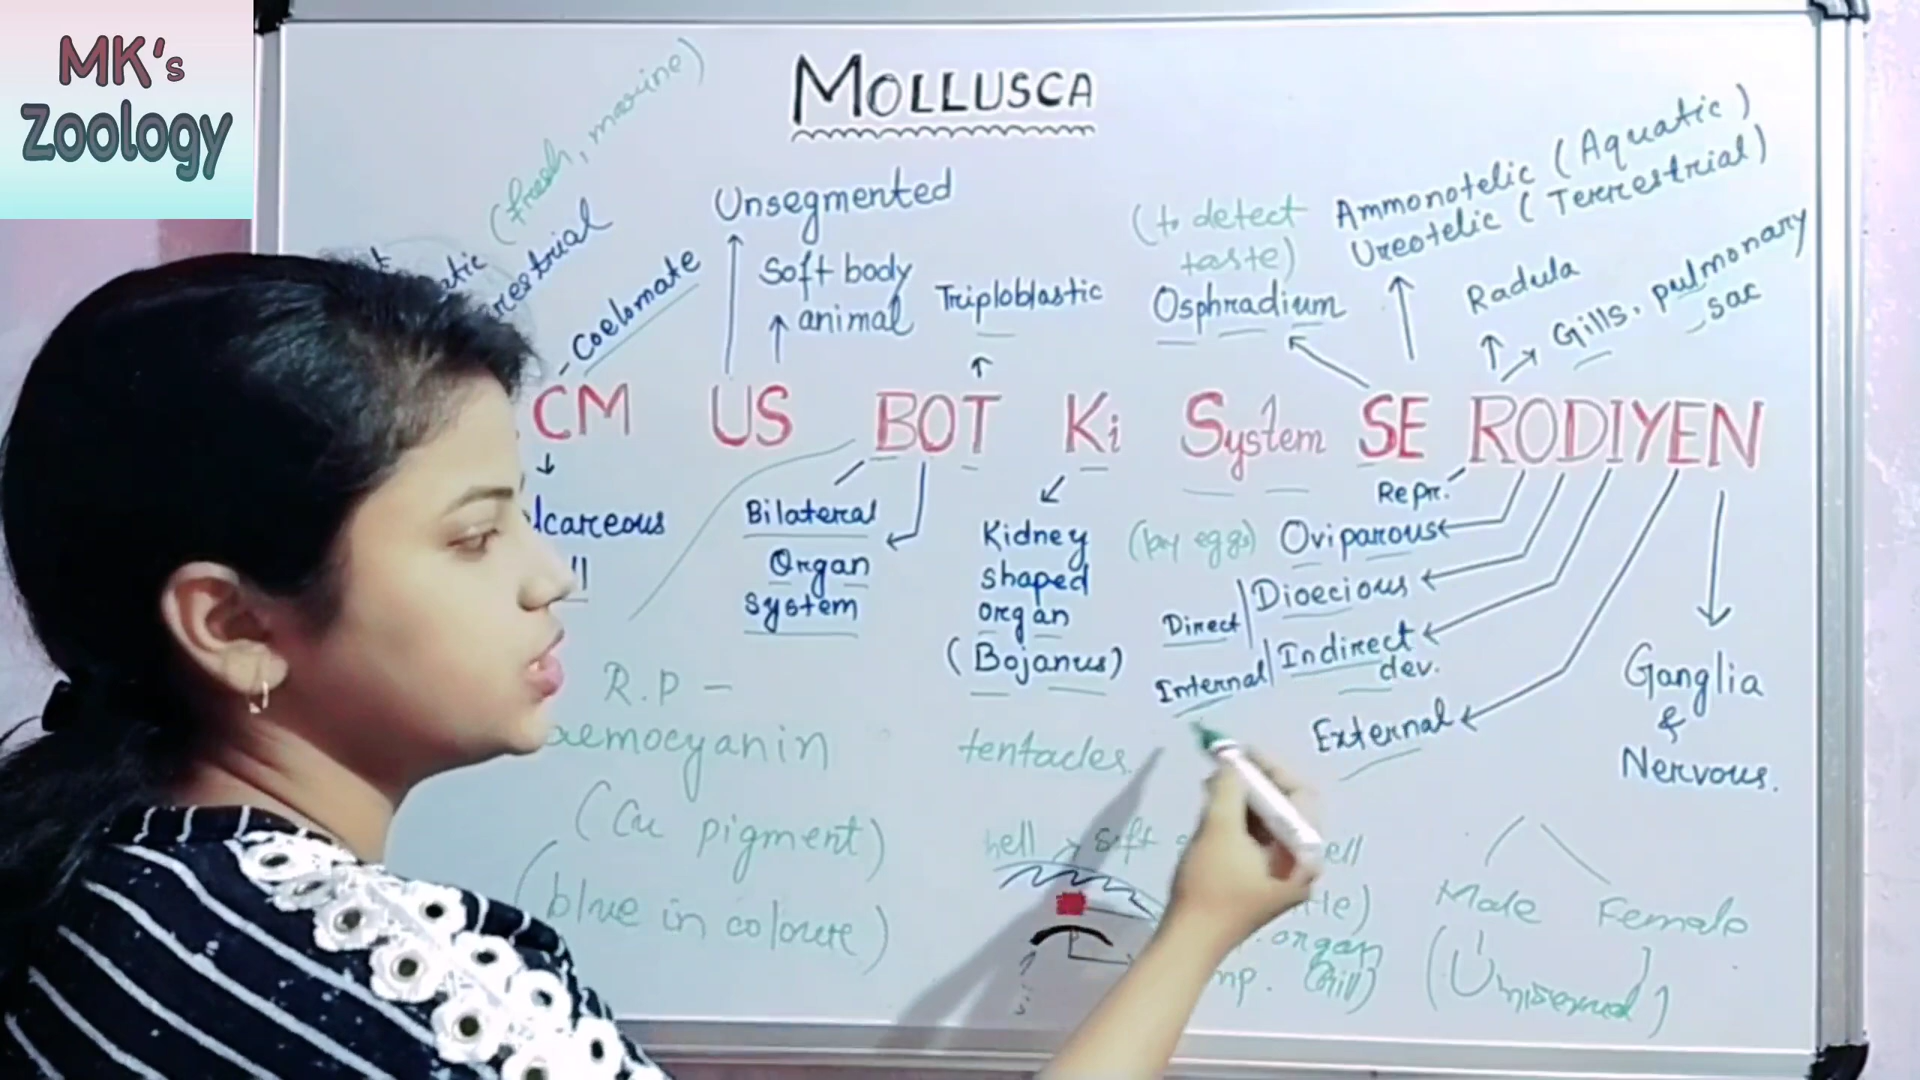 MK's
Zoology
MOLLUSCA
(fresh, marine)
Unsegmented
Coelomate
Soft body
animal
Triploblastic
(to detect
taste)
Osphradium
Ammonotelic (Aquatic)
Ureotelic (Terrestrial)
Radula
Gills, pulmonary
sac
CM US BOT Ki System SE RODIYEN
Bilateral
Organ
system
Kidney
shaped
organ
(Bojanus)
Repr.
(by eggs) Oviparous
Dioecious
Direct
Indirect
dev.
Internal
External
Ganglia
&
Nervous.
R.P –
tentacles.
(Cu pigment)
(blue in colour)
soft
organ
Male Female
(Unisexual)